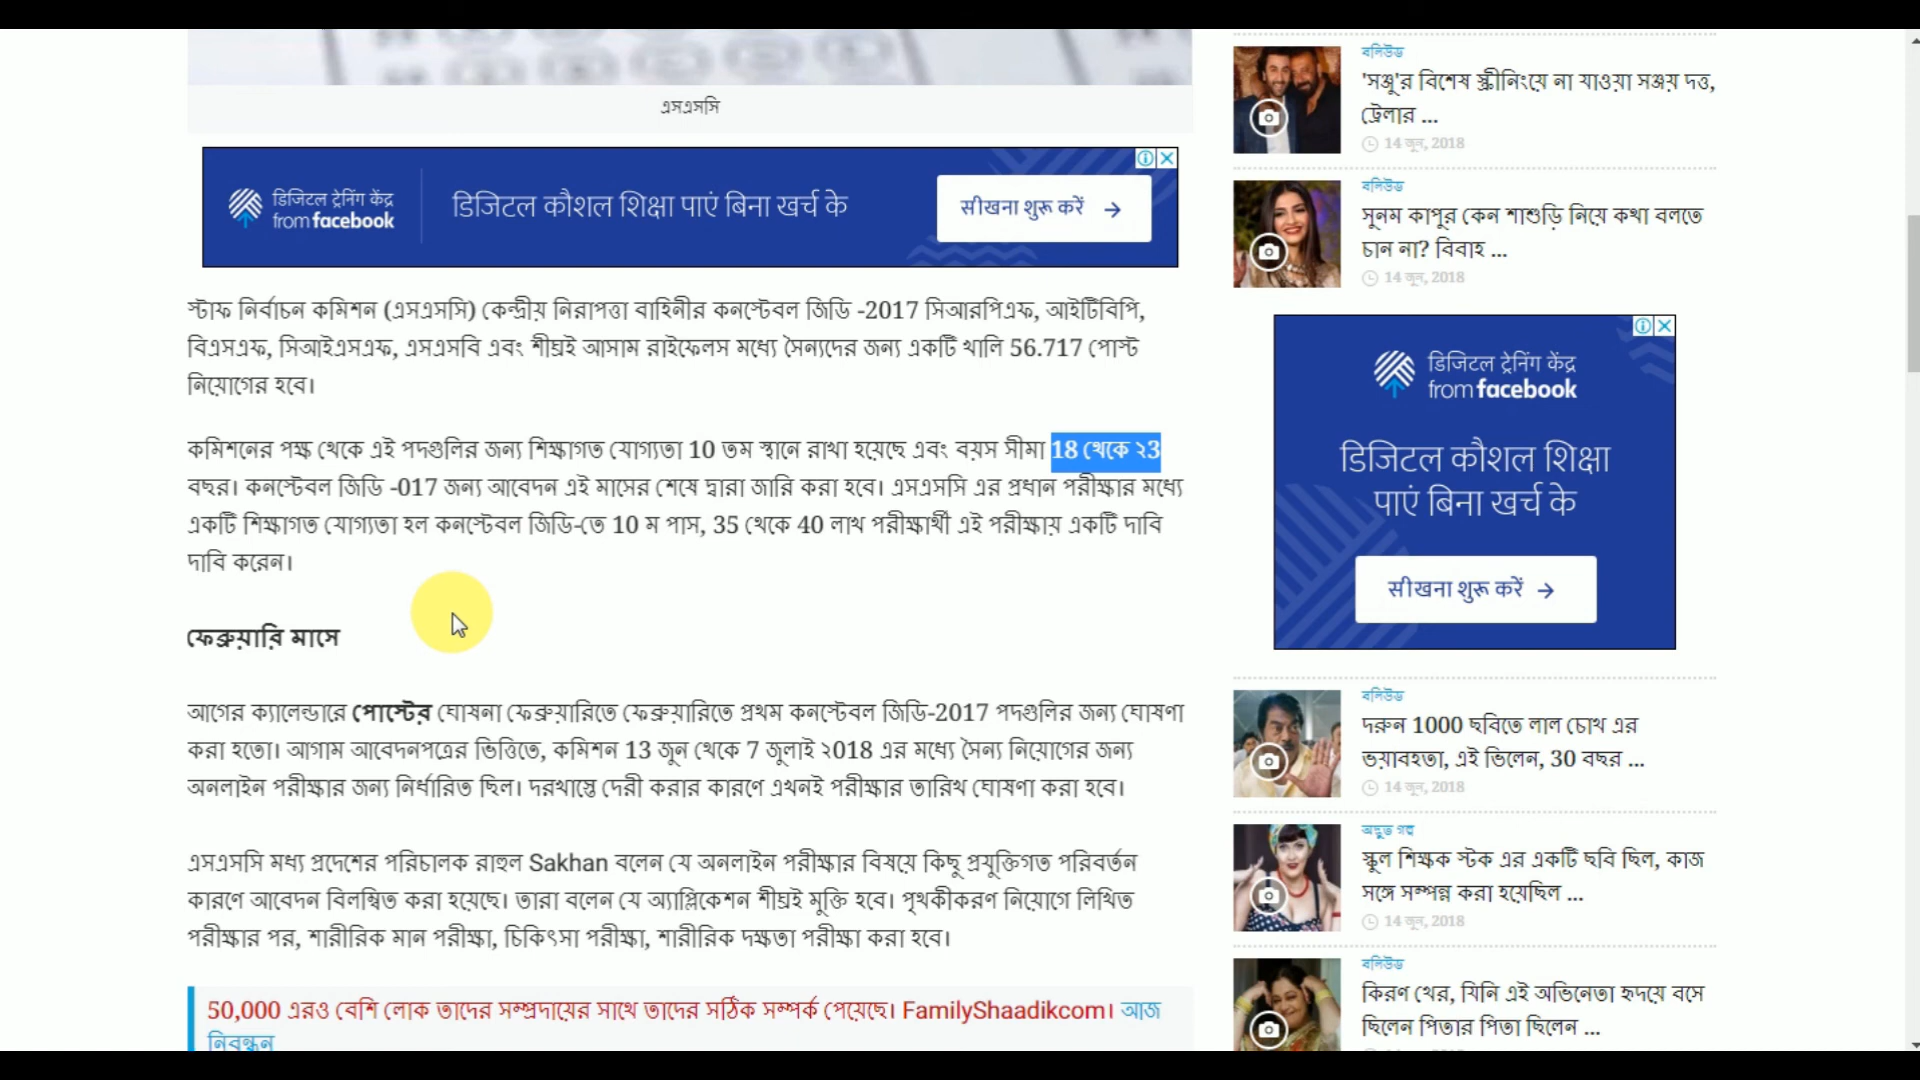 এসএসসি
डिजिटल ट्रेनिंग केंद्र
from facebook
डिजिटल कौशल शिक्षा पाएं बिना खर्च के
सीखना शुरू करें →
স্টাফ নির্বাচন কমিশন (এসএসসি) কেন্দ্রীয় নিরাপত্তা বাহিনীর কনস্টেবল জিডি -2017 সিআরপিএফ, আইটিবিপি,
বিএসএফ, সিআইএসএফ, এসএসবি এবং শীঘ্রই আসাম রাইফেলস মধ্যে সৈন্যদের জন্য একটি খালি 56.717 পোস্ট
নিয়োগের হবে।
কমিশনের পক্ষ থেকে এই পদগুলির জন্য শিক্ষাগত যোগ্যতা 10 তম স্থানে রাখা হয়েছে এবং বয়স সীমা 18 থেকে ২3
বছর। কনস্টেবল জিডি -017 জন্য আবেদন এই মাসের শেষে দ্বারা জারি করা হবে। এসএসসি এর প্রধান পরীক্ষার মধ্যে
একটি শিক্ষাগত যোগ্যতা হল কনস্টেবল জিডি-তে 10 ম পাস, 35 থেকে 40 লাখ পরীক্ষার্থী এই পরীক্ষায় একটি দাবি
দাবি করেন।
ফেব্রুয়ারি মাসে
আগের ক্যালেন্ডারে পোস্টের ঘোষনা ফেব্রুয়ারিতে ফেব্রুয়ারিতে প্রথম কনস্টেবল জিডি-2017 পদগুলির জন্য ঘোষণা
করা হতো। আগাম আবেদনপত্রের ভিত্তিতে, কমিশন 13 জুন থেকে 7 জুলাই ২018 এর মধ্যে সৈন্য নিয়োগের জন্য
অনলাইন পরীক্ষার জন্য নির্ধারিত ছিল। দরখাস্তে দেরী করার কারণে এখনই পরীক্ষার তারিখ ঘোষণা করা হবে।
এসএসসি মধ্য প্রদেশের পরিচালক রাহুল Sakhan বলেন যে অনলাইন পরীক্ষার বিষয়ে কিছু প্রযুক্তিগত পরিবর্তন
কারণে আবেদন বিলম্বিত করা হয়েছে। তারা বলেন যে অ্যাপ্লিকেশন শীঘ্রই মুক্তি হবে। পৃথকীকরণ নিয়োগে লিখিত
পরীক্ষার পর, শারীরিক মান পরীক্ষা, চিকিৎসা পরীক্ষা, শারীরিক দক্ষতা পরীক্ষা করা হবে।
50,000 এরও বেশি লোক তাদের সম্প্রদায়ের সাথে তাদের সঠিক সম্পর্ক পেয়েছে। FamilyShaadikcom। আজ
নিবন্ধন
বলিউড
'সঞ্জু'র বিশেষ স্ক্রীনিংয়ে না যাওয়া সঞ্জয় দত্ত,
ট্রেলার ...
14 जून, 2018
বলিউড
সুনম কাপুর কেন শাশুড়ি নিয়ে কথা বলতে
চান না? বিবাহ ...
14 जून, 2018
डिजिटल ट्रेनिंग केंद्र
from facebook
डिजिटल कौशल शिक्षा
पाएं बिना खर्च के
सीखना शुरू करें →
বলিউড
দরুন 1000 ছবিতে লাল চোখ এর
ভয়াবহতা, এই ভিলেন, 30 বছর ...
14 जून, 2018
অদ্ভুত গল্প
স্কুল শিক্ষক স্টক এর একটি ছবি ছিল, কাজ
সঙ্গে সম্পন্ন করা হয়েছিল ...
14 जून, 2018
বলিউড
কিরণ খের, যিনি এই অভিনেতা হৃদয়ে বসে
ছিলেন পিতার পিতা ছিলেন ...